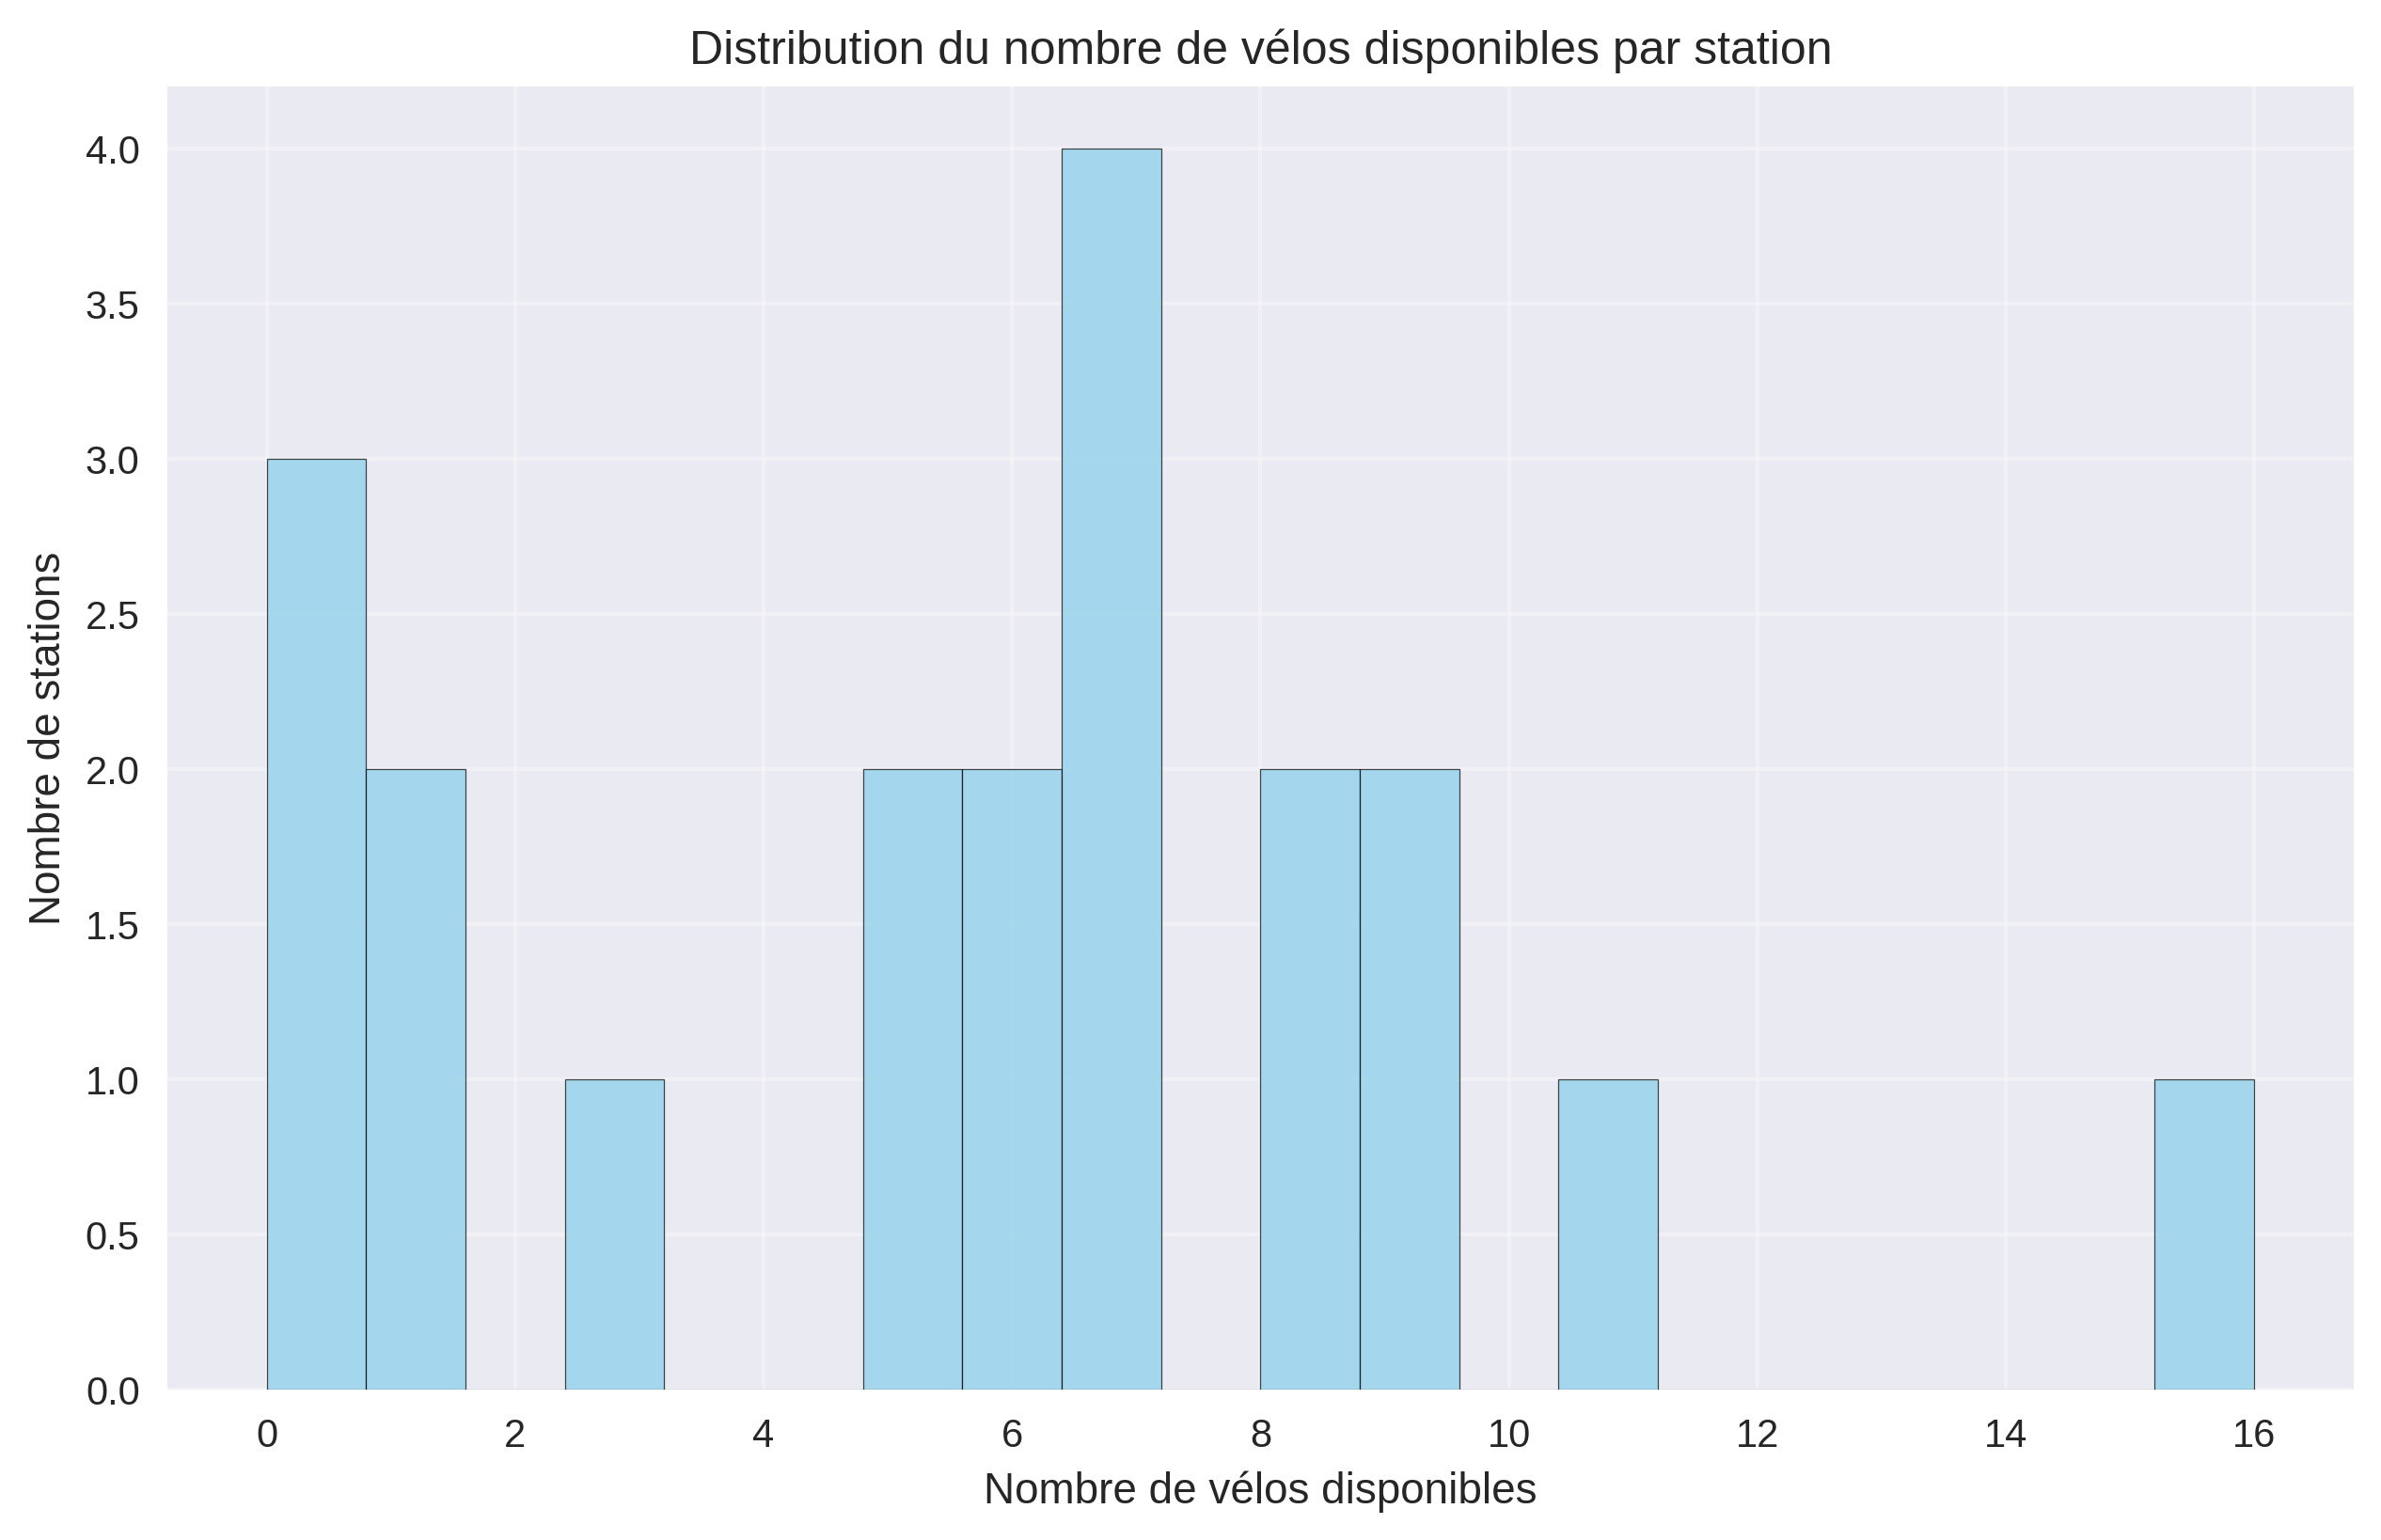 Distribution du nombre de vélos disponibles par station
Nombre de stations
4.0
3.5
3.0
2.5
2.0
1.5
1.0
0.5
0.0
0 2 4 6 8 10 12 14 16
Nombre de vélos disponibles